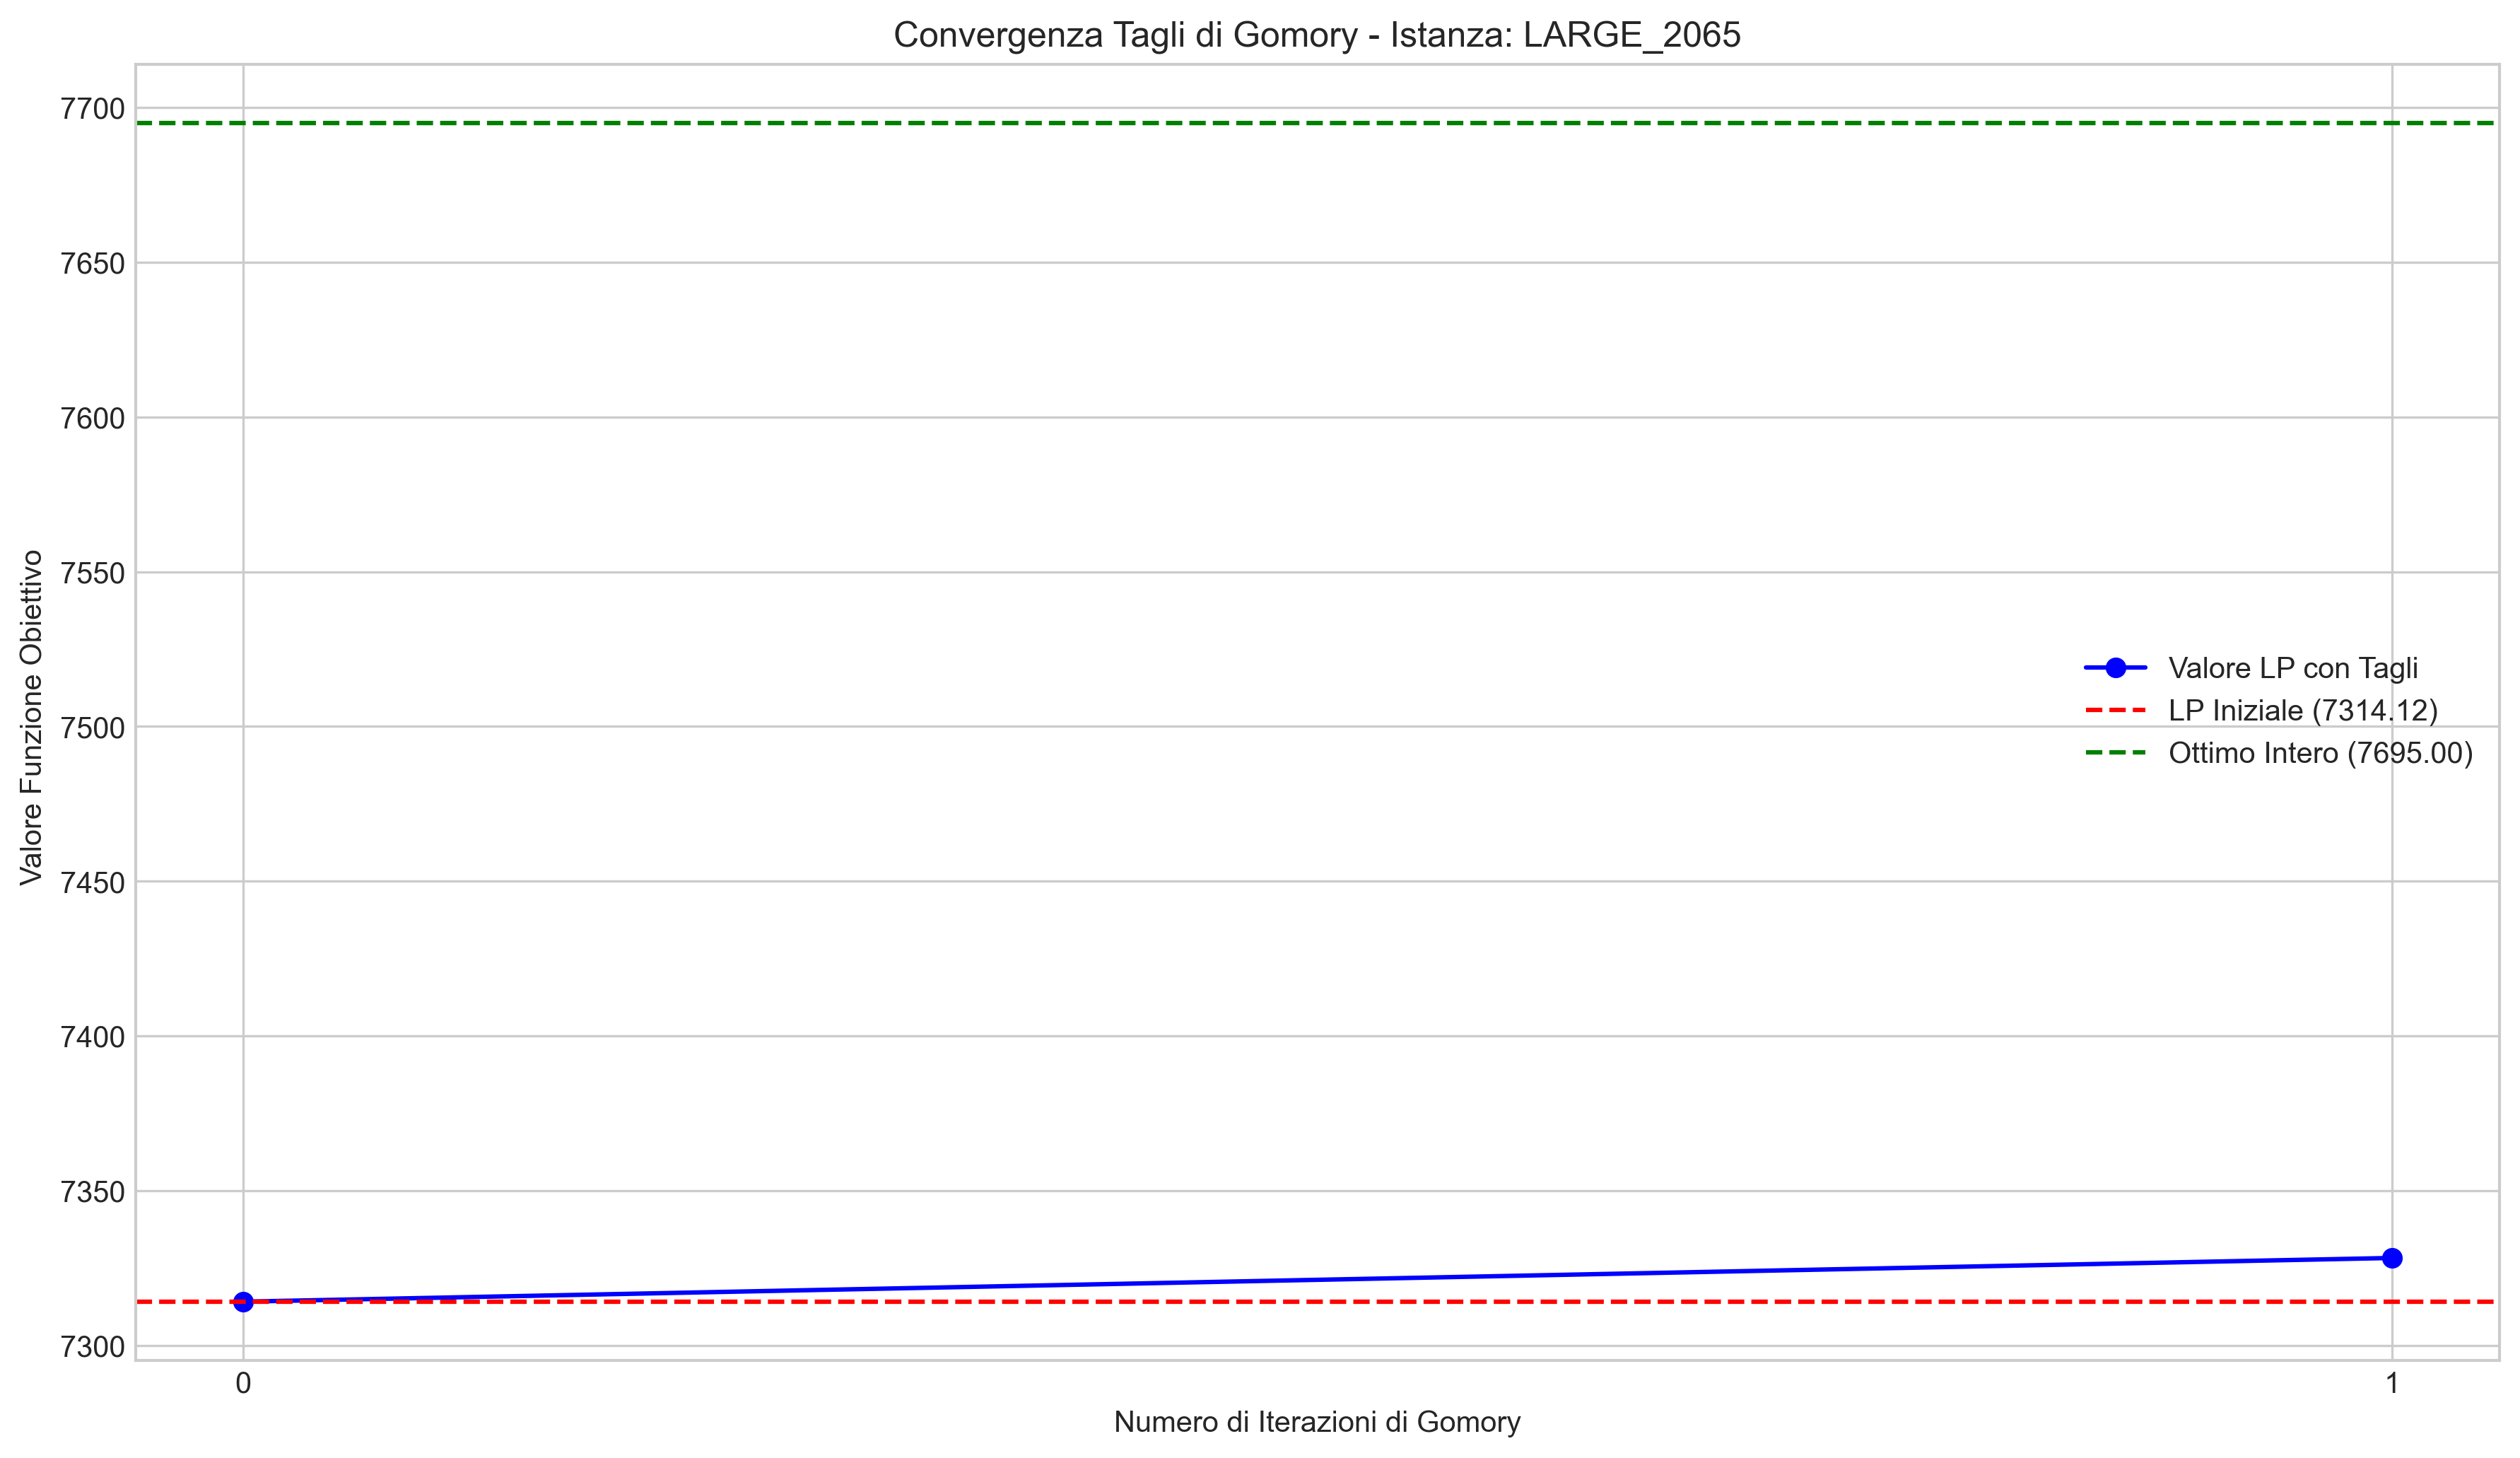 Convergenza Tagli di Gomory - Istanza: LARGE_2065
Valore Funzione Obiettivo
7700
7650
7600
7550
7500
7450
7400
7350
7300
Valore LP con Tagli
LP Iniziale (7314.12)
Ottimo Intero (7695.00)
0
1
Numero di Iterazioni di Gomory